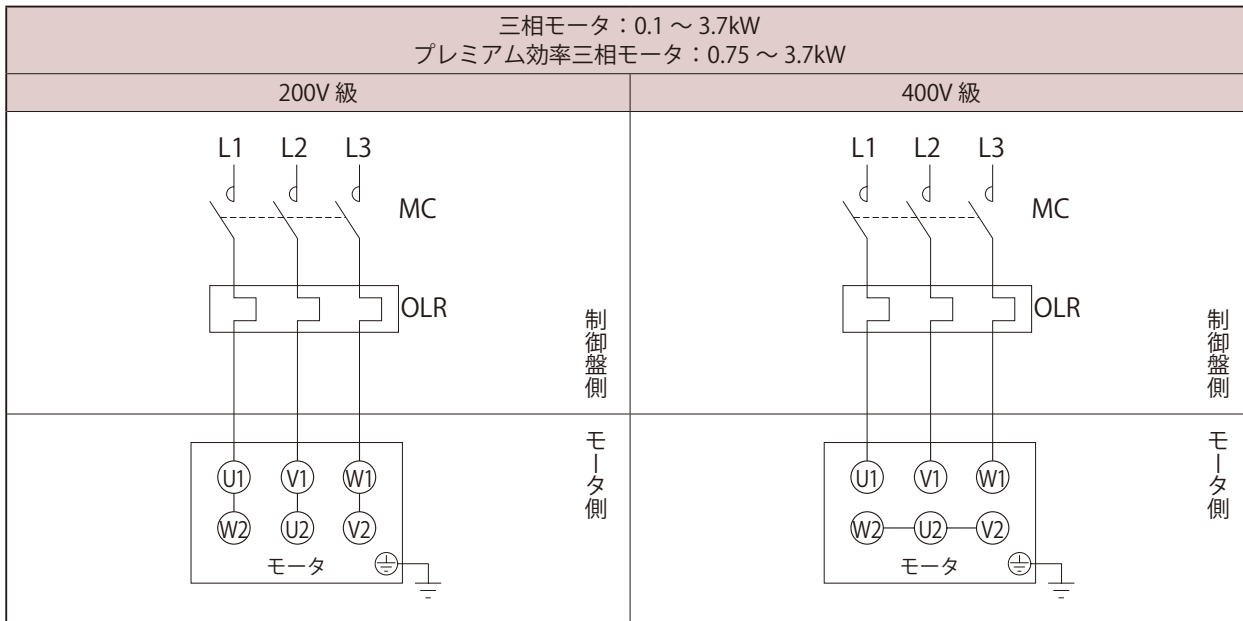 三相モータ：0.1 〜 3.7kW
プレミアム効率三相モータ：0.75 〜 3.7kW
200V 級
400V 級
L1 L2 L3
MC
OLR
制御盤側
モータ側
U1 V1 W1
W2 U2 V2
モータ
L1 L2 L3
MC
OLR
制御盤側
モータ側
U1 V1 W1
W2 U2 V2
モータ